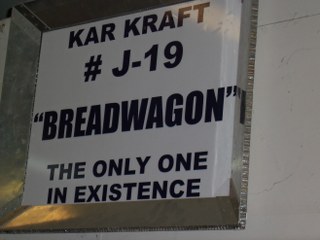 KAR KRAFT
# J-19
"BREADWAGON"
THE ONLY ONE
IN EXISTENCE